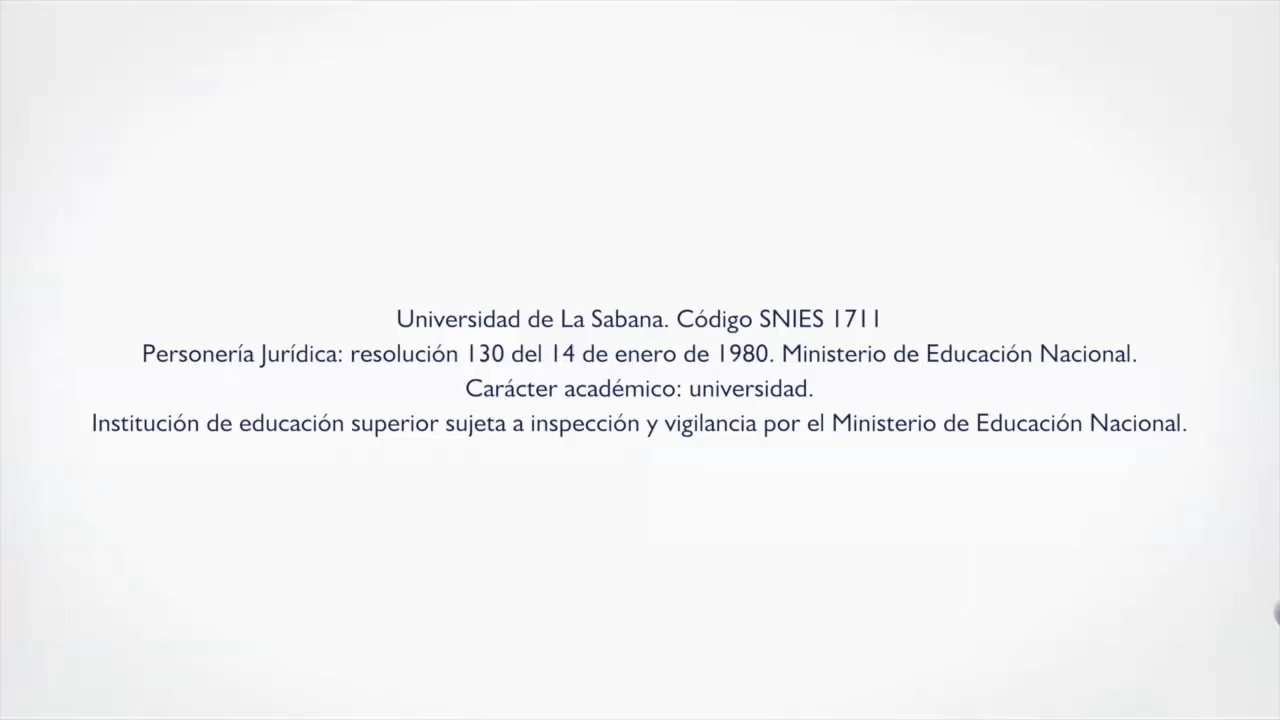 Universidad de La Sabana. Código SNIES 1711
Personería Jurídica: resolución 130 del 14 de enero de 1980. Ministerio de Educación Nacional.
Carácter académico: universidad.
Institución de educación superior sujeta a inspección y vigilancia por el Ministerio de Educación Nacional.